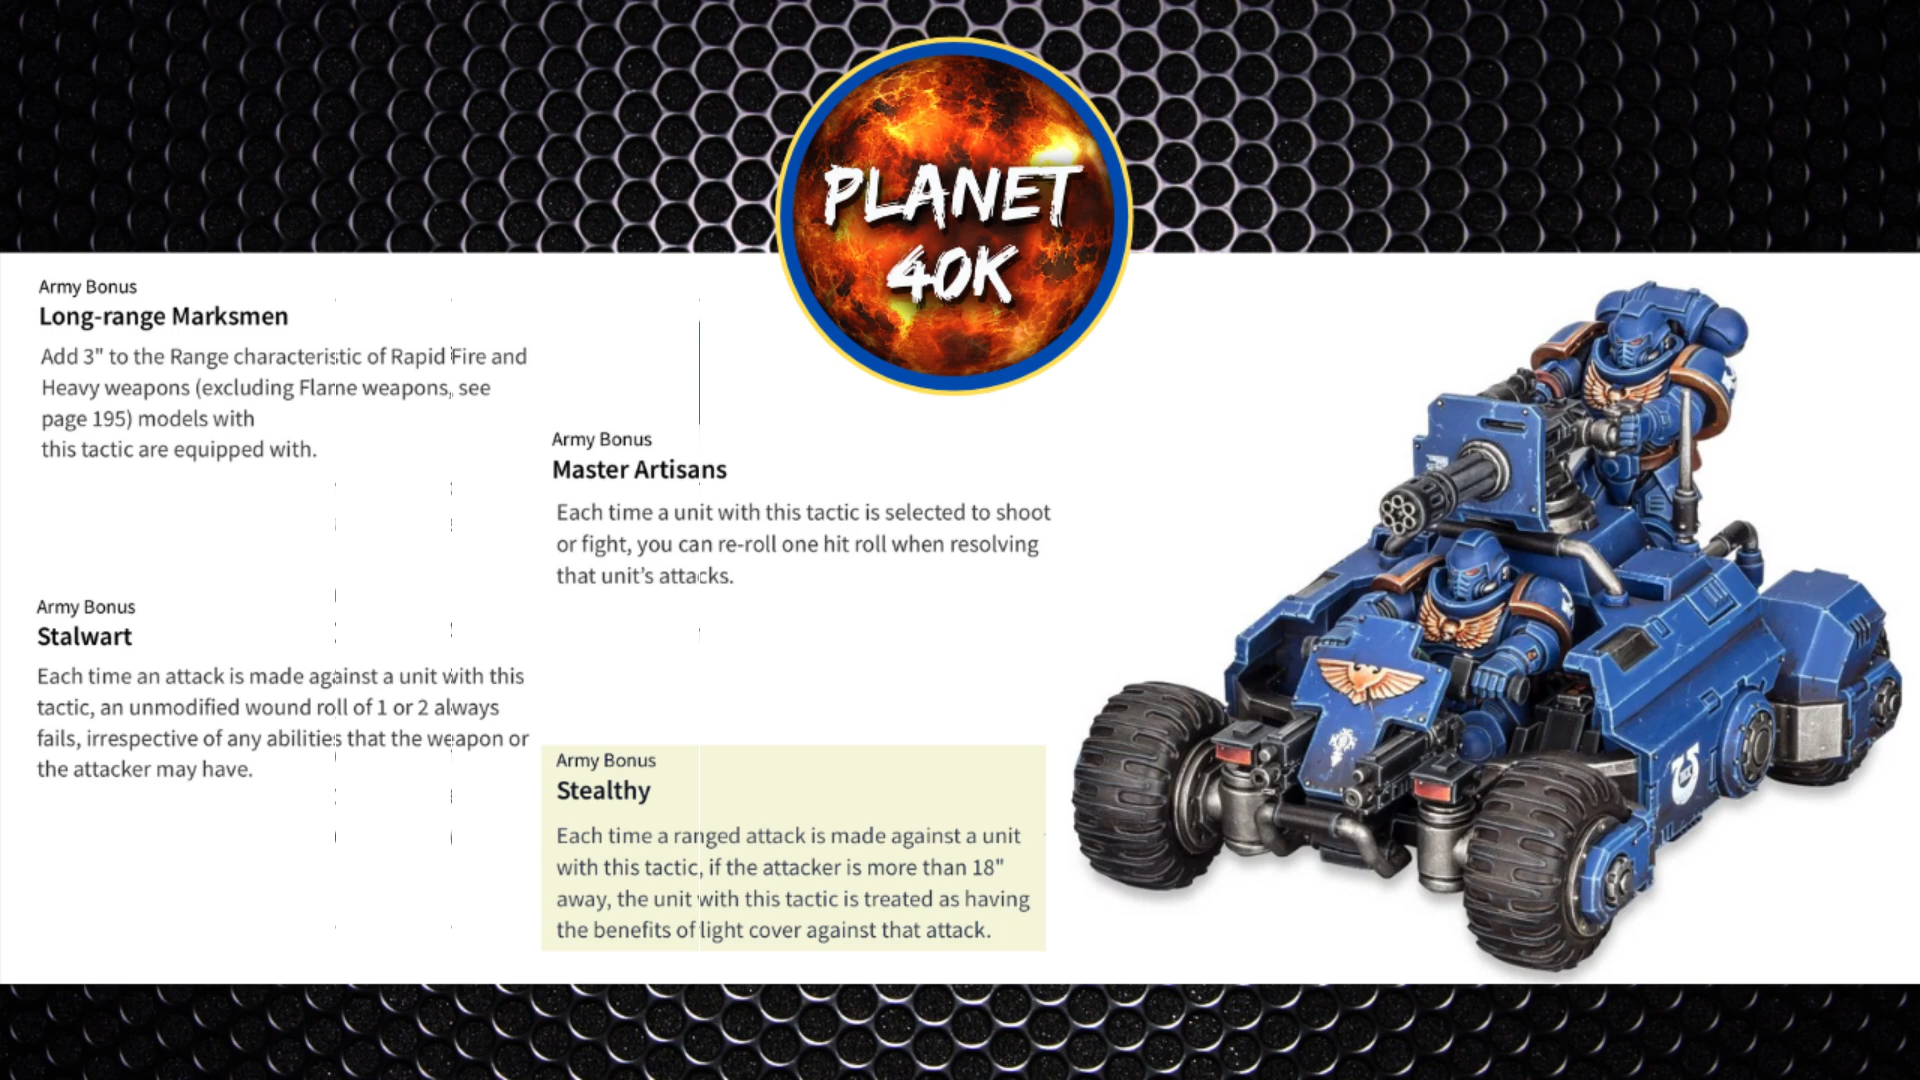 PLANET
40K
Army Bonus
Long-range Marksmen
Add 3" to the Range characteristic of Rapid Fire and
Heavy weapons (excluding Flame weapons, see
page 195) models with
this tactic are equipped with.
Army Bonus
Master Artisans
Each time a unit with this tactic is selected to shoot
or fight, you can re-roll one hit roll when resolving
that unit's attacks.
Army Bonus
Stalwart
Each time an attack is made against a unit with this
tactic, an unmodified wound roll of 1 or 2 always
fails, irrespective of any abilities that the weapon or
the attacker may have.
Army Bonus
Stealthy
Each time a ranged attack is made against a unit
with this tactic, if the attacker is more than 18"
away, the unit with this tactic is treated as having
the benefits of light cover against that attack.